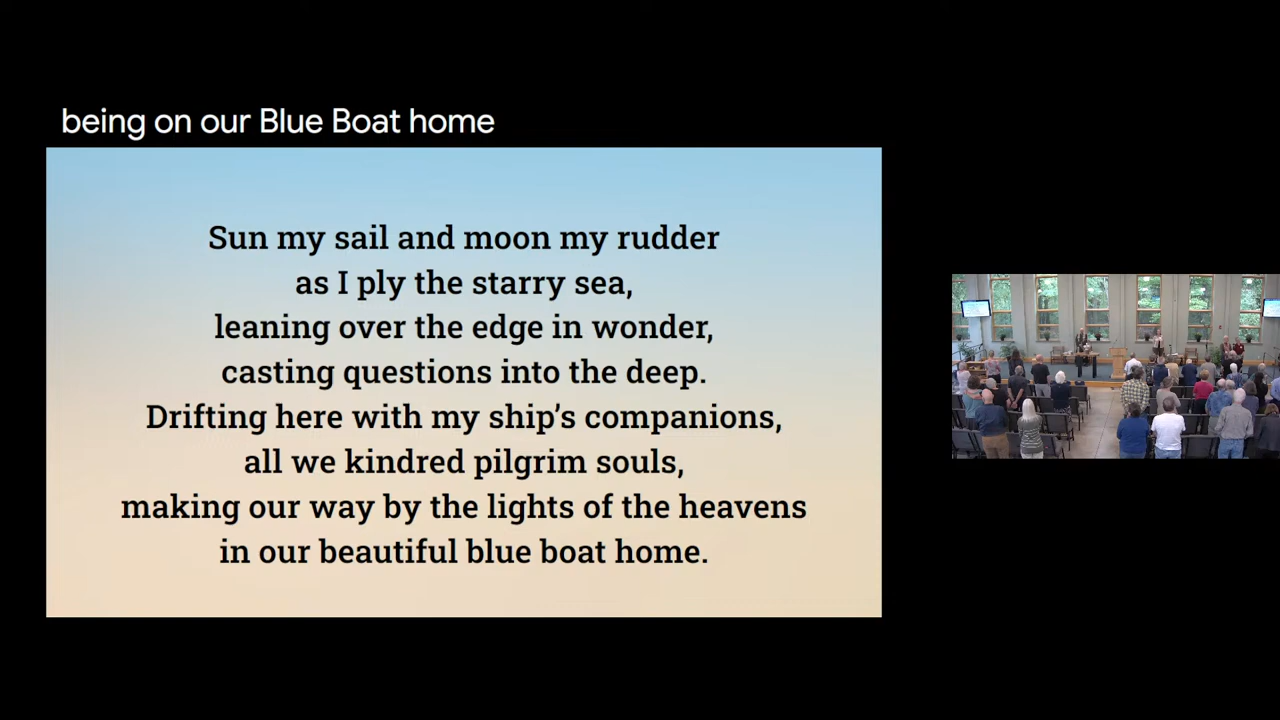 being on our Blue Boat home
Sun my sail and moon my rudder
as I ply the starry sea,
leaning over the edge in wonder,
casting questions into the deep.
Drifting here with my ship’s companions,
all we kindred pilgrim souls,
making our way by the lights of the heavens
in our beautiful blue boat home.